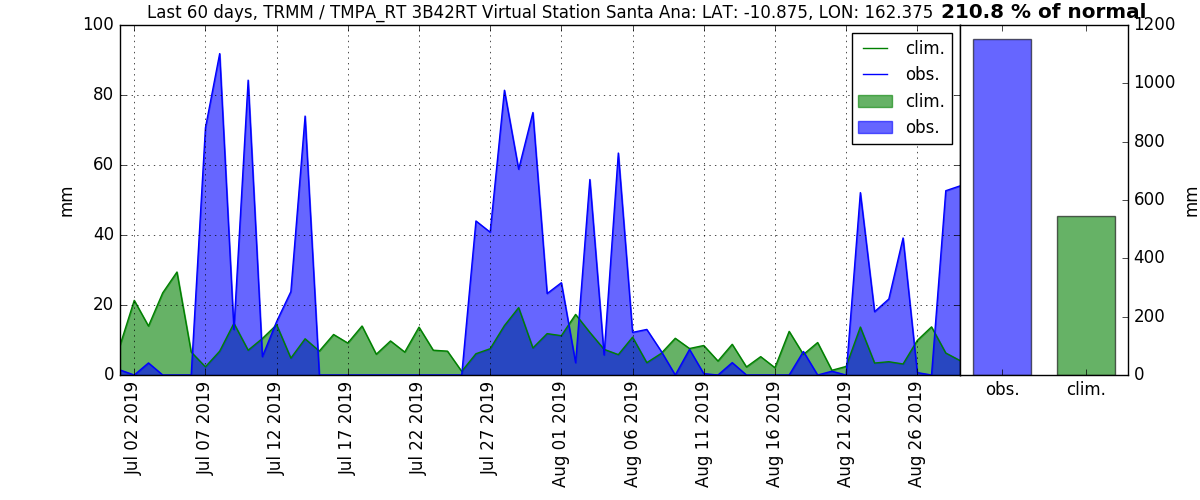 Last 60 days, TRMM / TMPA_RT 3B42RT Virtual Station Santa Ana: LAT: -10.875, LON: 162.375 210.8 % of normal
100
80
60
40
20
0
mm
clim.
obs.
clim.
obs.
1200
1000
800
600
400
200
0
mm
obs.
clim.
Jul 02 2019
Jul 07 2019
Jul 12 2019
Jul 17 2019
Jul 22 2019
Jul 27 2019
Aug 01 2019
Aug 06 2019
Aug 11 2019
Aug 16 2019
Aug 21 2019
Aug 26 2019